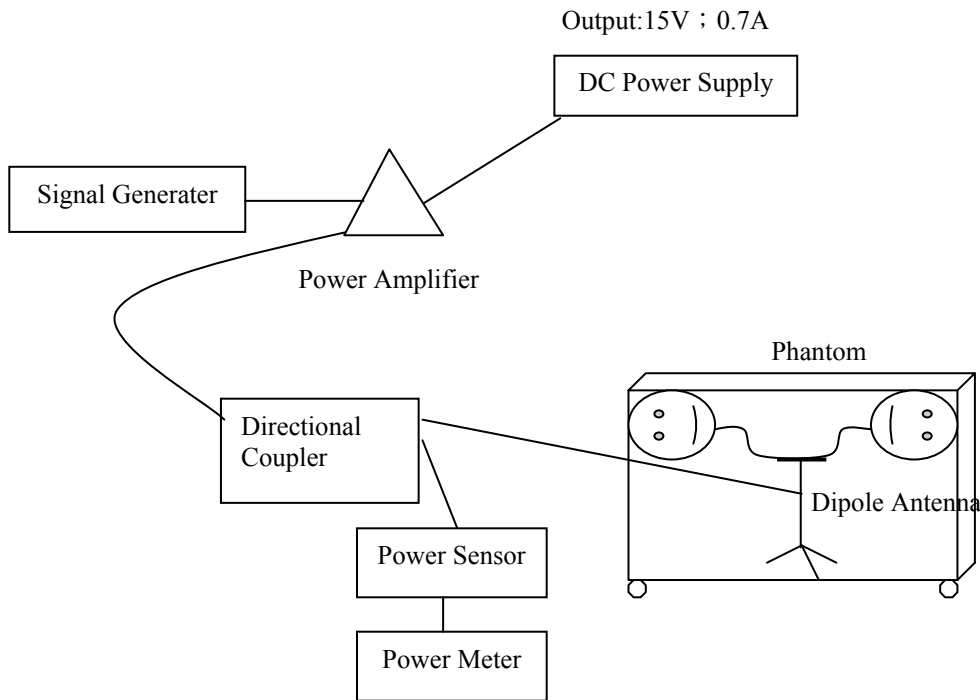 Output:15V；0.7A
DC Power Supply
Signal Generater
Power Amplifier
Phantom
Directional
Coupler
Dipole Antenna
Power Sensor
Power Meter